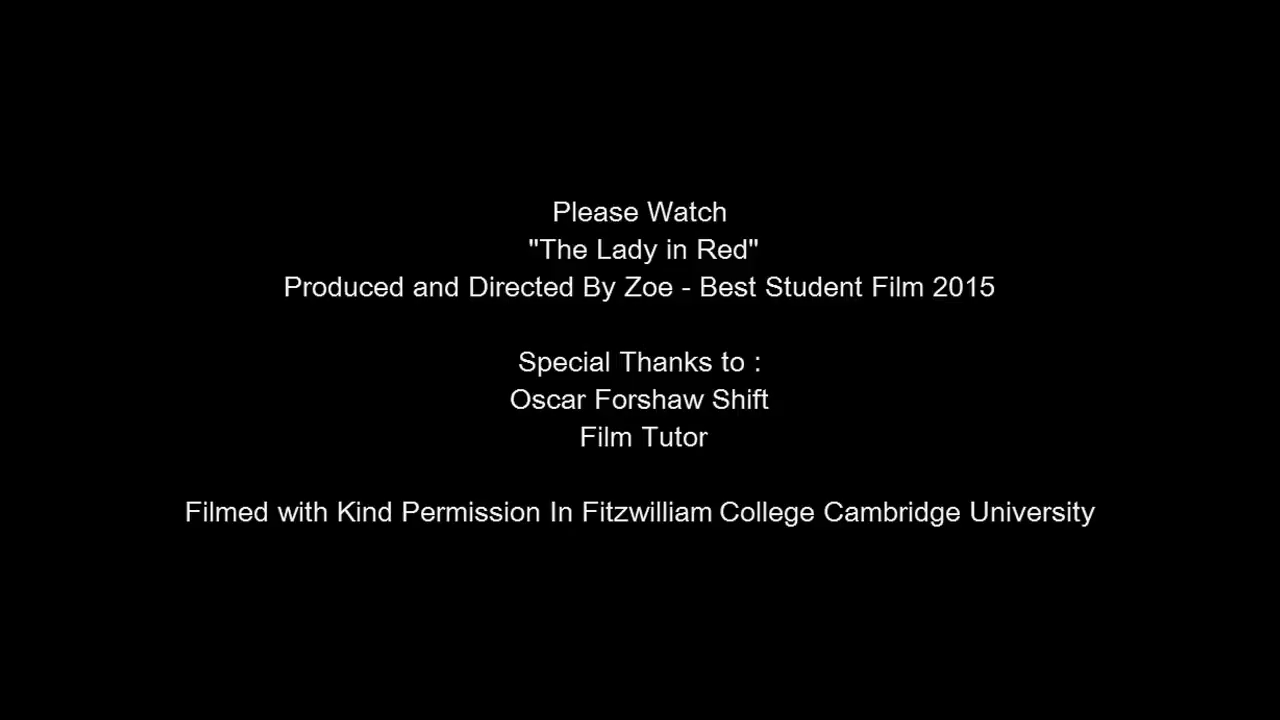 Please Watch
"The Lady in Red"
Produced and Directed By Zoe - Best Student Film 2015
Special Thanks to :
Oscar Forshaw Shift
Film Tutor
Filmed with Kind Permission In Fitzwilliam College Cambridge University